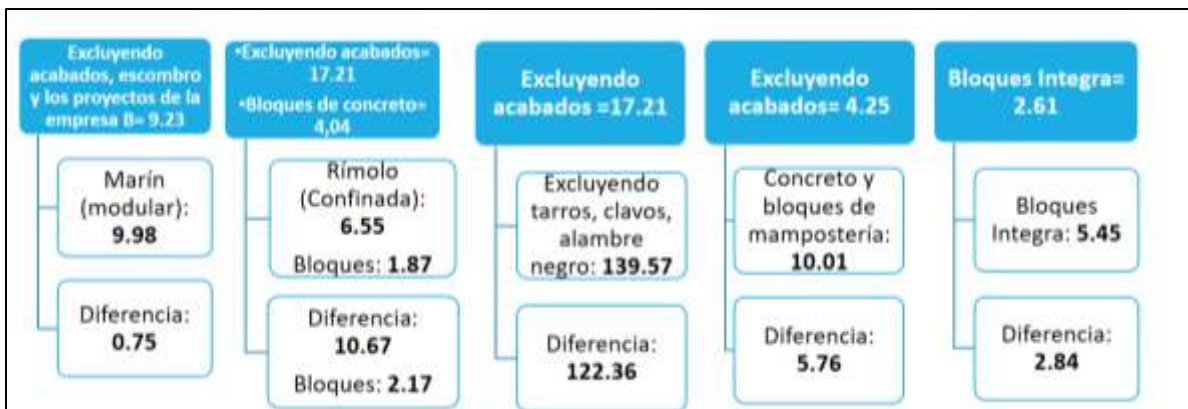 Excluyendo
acabados, escombro
y los proyectos de la
empresa B= 9.23
Marín
(modular):
9.98
Diferencia:
0.75
•Excluyendo acabados=
17.21
•Bloques de concreto=
4,04
Rímolo
(Confinada):
6.55
Bloques: 1.87
Diferencia:
10.67
Bloques: 2.17
Excluyendo
acabados =17.21
Excluyendo
tarros, clavos,
alambre
negro: 139.57
Diferencia:
122.36
Excluyendo
acabados= 4.25
Concreto y
bloques de
mampostería:
10.01
Diferencia:
5.76
Bloques Integra=
2.61
Bloques
Integra: 5.45
Diferencia:
2.84